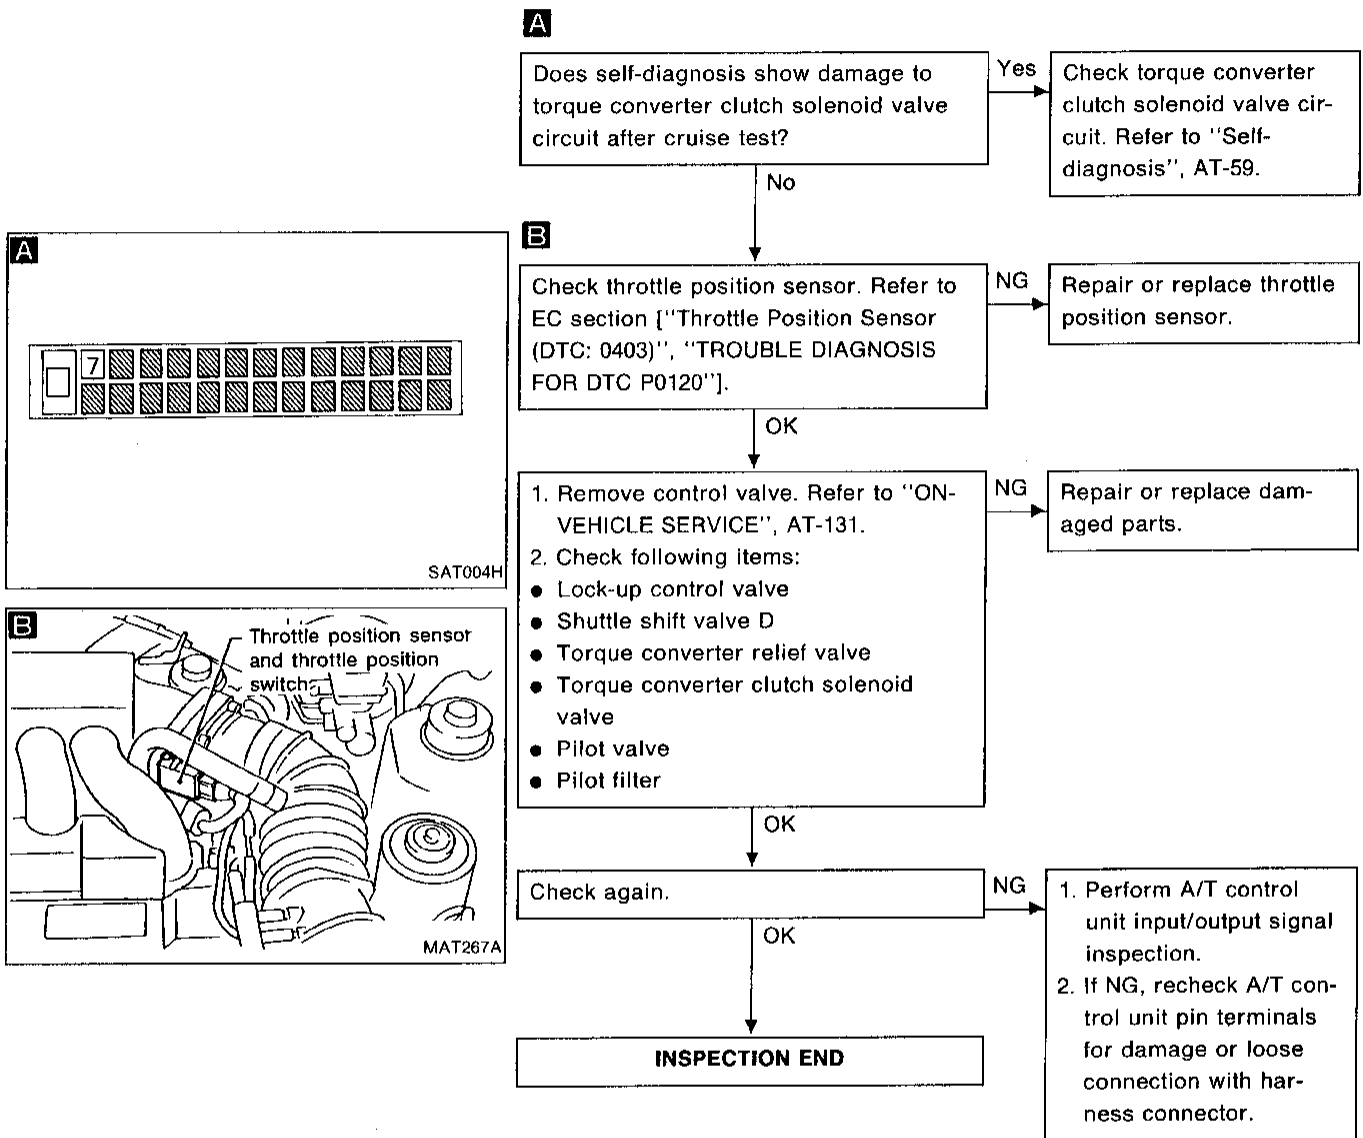 A
Does self-diagnosis show damage to
torque converter clutch solenoid valve
circuit after cruise test?
Yes
Check torque converter
clutch solenoid valve cir-
cuit. Refer to "Self-
diagnosis", AT-59.
No
A
7
SAT004H
B
Check throttle position sensor. Refer to
EC section ["Throttle Position Sensor
(DTC: 0403)", "TROUBLE DIAGNOSIS
FOR DTC P0120"].
NG
Repair or replace throttle
position sensor.
OK
1. Remove control valve. Refer to "ON-
VEHICLE SERVICE", AT-131.
2. Check following items:
● Lock-up control valve
● Shuttle shift valve D
● Torque converter relief valve
● Torque converter clutch solenoid
valve
● Pilot valve
● Pilot filter
NG
Repair or replace dam-
aged parts.
B
Throttle position sensor
and throttle position
switch
MAT267A
OK
Check again.
NG
1. Perform A/T control
unit input/output signal
inspection.
2. If NG, recheck A/T con-
trol unit pin terminals
for damage or loose
connection with har-
ness connector.
OK
INSPECTION END